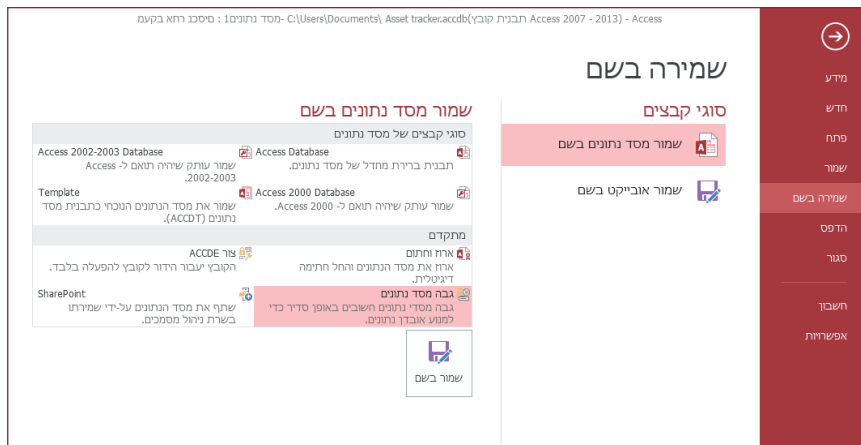 C:\Users\Documents\ Asset tracker.accdb(תבנית קובץ Access 2007 - 2013) - Access -מסד נתונים1 : םיסכנ רחא בקעמ
שמירה בשם
מידע
חדש
פתח
שמור
שמירה בשם
הדפס
סגור
חשבון
אפשרויות
סוגי קבצים
שמור מסד נתונים בשם
שמור אובייקט בשם
שמור מסד נתונים בשם
סוגי קבצים של מסד נתונים
Access Database
תבנית ברירת מחדל של מסד נתונים.
Access 2002-2003 Database
שמור עותק שיהיה תואם ל- Access
2002-2003.
Access 2000 Database
שמור עותק שיהיה תואם ל- Access 2000.
Template
שמור את מסד הנתונים הנוכחי כתבנית מסד
נתונים (ACCDT).
מתקדם
ארוז וחתום
ארוז את מסד הנתונים והחל חתימה
דיגיטלית.
צור ACCDE
הקובץ יעבור הידור לקובץ להפעלה בלבד.
גבה מסד נתונים
גבה מסדי נתונים חשובים באופן סדיר כדי
למנוע אובדן נתונים.
SharePoint
שתף את מסד הנתונים על-ידי שמירתו
בשרת ניהול מסמכים.
שמור בשם